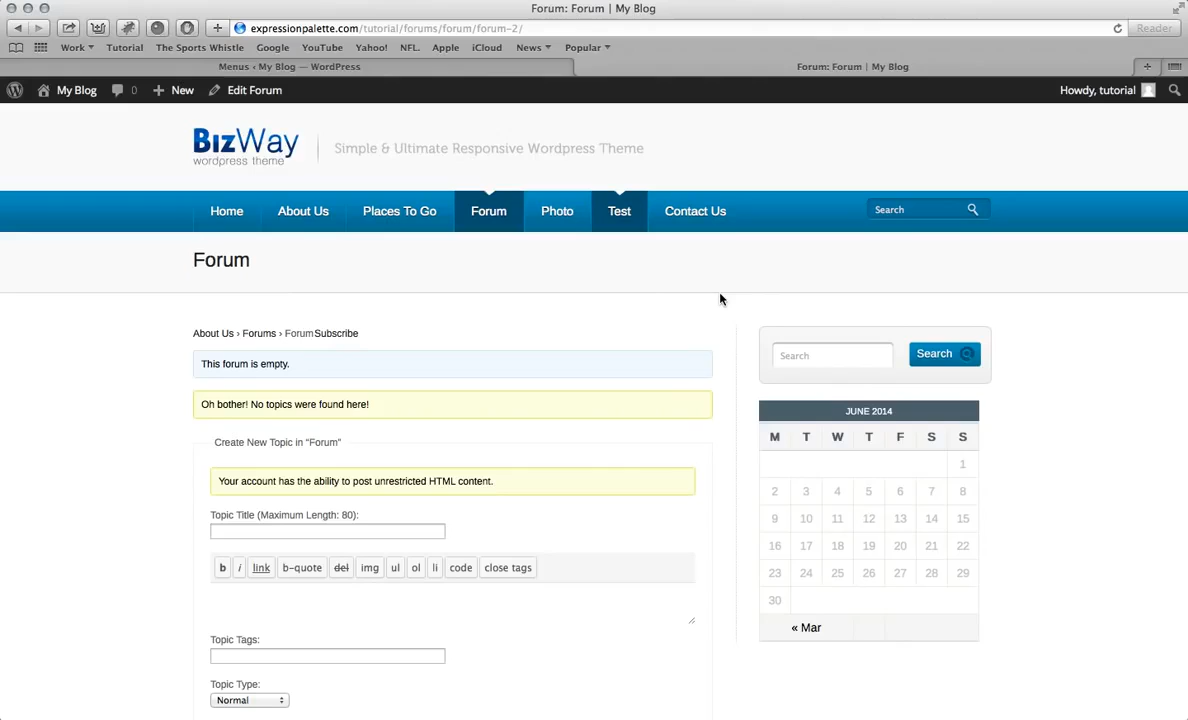 Forum: Forum | My Blog
expressionpalette.com/tutorial/forums/forum/forum-2/
Reader
Work Tutorial The Sports Whistle Google YouTube Yahoo! NFL Apple iCloud News Popular
Menus ‹ My Blog — WordPress
Forum: Forum | My Blog
My Blog 0 New Edit Forum
Howdy, tutorial
BizWay
wordpress theme
Simple & Ultimate Responsive Wordpress Theme
Home About Us Places To Go Forum Photo Test Contact Us
Search
Forum
About Us › Forums › ForumSubscribe
This forum is empty.
Oh bother! No topics were found here!
Create New Topic in “Forum”
Your account has the ability to post unrestricted HTML content.
Topic Title (Maximum Length: 80):
b i link b-quote del img ul ol li code close tags
Topic Tags:
Topic Type:
Normal
Search
Search
JUNE 2014
M T W T F S S
1
2 3 4 5 6 7 8
9 10 11 12 13 14 15
16 17 18 19 20 21 22
23 24 25 26 27 28 29
30
« Mar